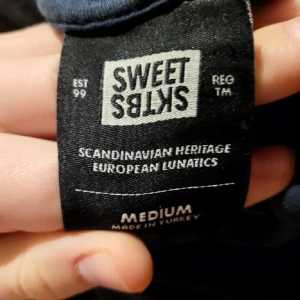 SWEET
SKTBS
EST
99
REG
TM
SCANDINAVIAN HERITAGE
EUROPEAN LUNATICS
MEDIUM
MADE IN TURKEY